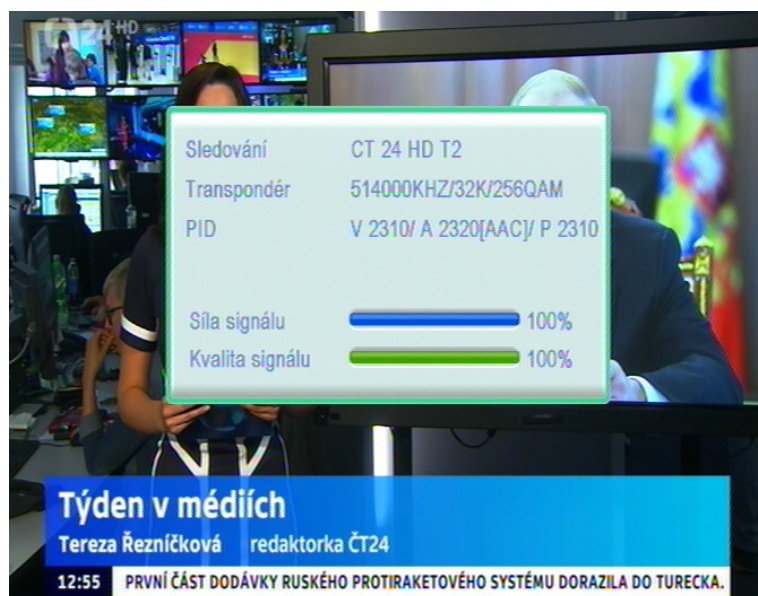 24 HD
Sledování CT 24 HD T2
Transpondér 514000KHZ/32K/256QAM
PID V 2310/ A 2320[AAC]/ P 2310
Síla signálu 100%
Kvalita signálu 100%
Týden v médiích
Tereza Řezníčková redaktorka ČT24
12:55 PRVNÍ ČÁST DODÁVKY RUSKÉHO PROTIRAKETOVÉHO SYSTÉMU DORAZILA DO TURECKA.